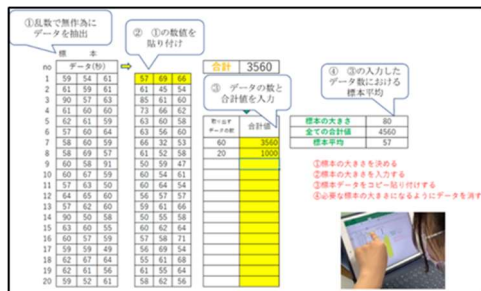 ①乱数で無作為に
データを抽出
② ①の数値を
貼り付け
標 本
no データ(秒)
合計 3560
③ データの数と
合計値を入力
④ ③の入力した
データ数における
標本平均
1 59 54 61 57 69 66
2 61 59 59 61 45 54
3 90 57 63 85 61 60
4 61 60 60 73 66 62
5 62 61 59 63 60 58
6 57 60 64 63 56 60
7 58 60 59 66 32 53
8 58 69 57 61 52 58
9 60 58 91 50 59 47
10 60 67 59 60 54 61
11 57 63 50 60 64 54
12 64 65 60 56 57 57
13 57 62 60 59 61 66
14 90 50 58 50 55 58
15 63 60 55 60 62 64
16 60 57 59 57 58 71
17 59 59 49 56 69 54
18 62 67 64 55 61 68
19 62 61 56 61 55 64
20 59 52 61 58 62 56
取り出す
データの数
合計値
60 3560
20 1000
標本の大きさ 80
全ての合計値 4560
標本平均 57
①標本の大きさを決める
②標本の大きさを入力する
③標本データをコピー貼り付けする
④必要な標本の大きさになるようにデータを消す